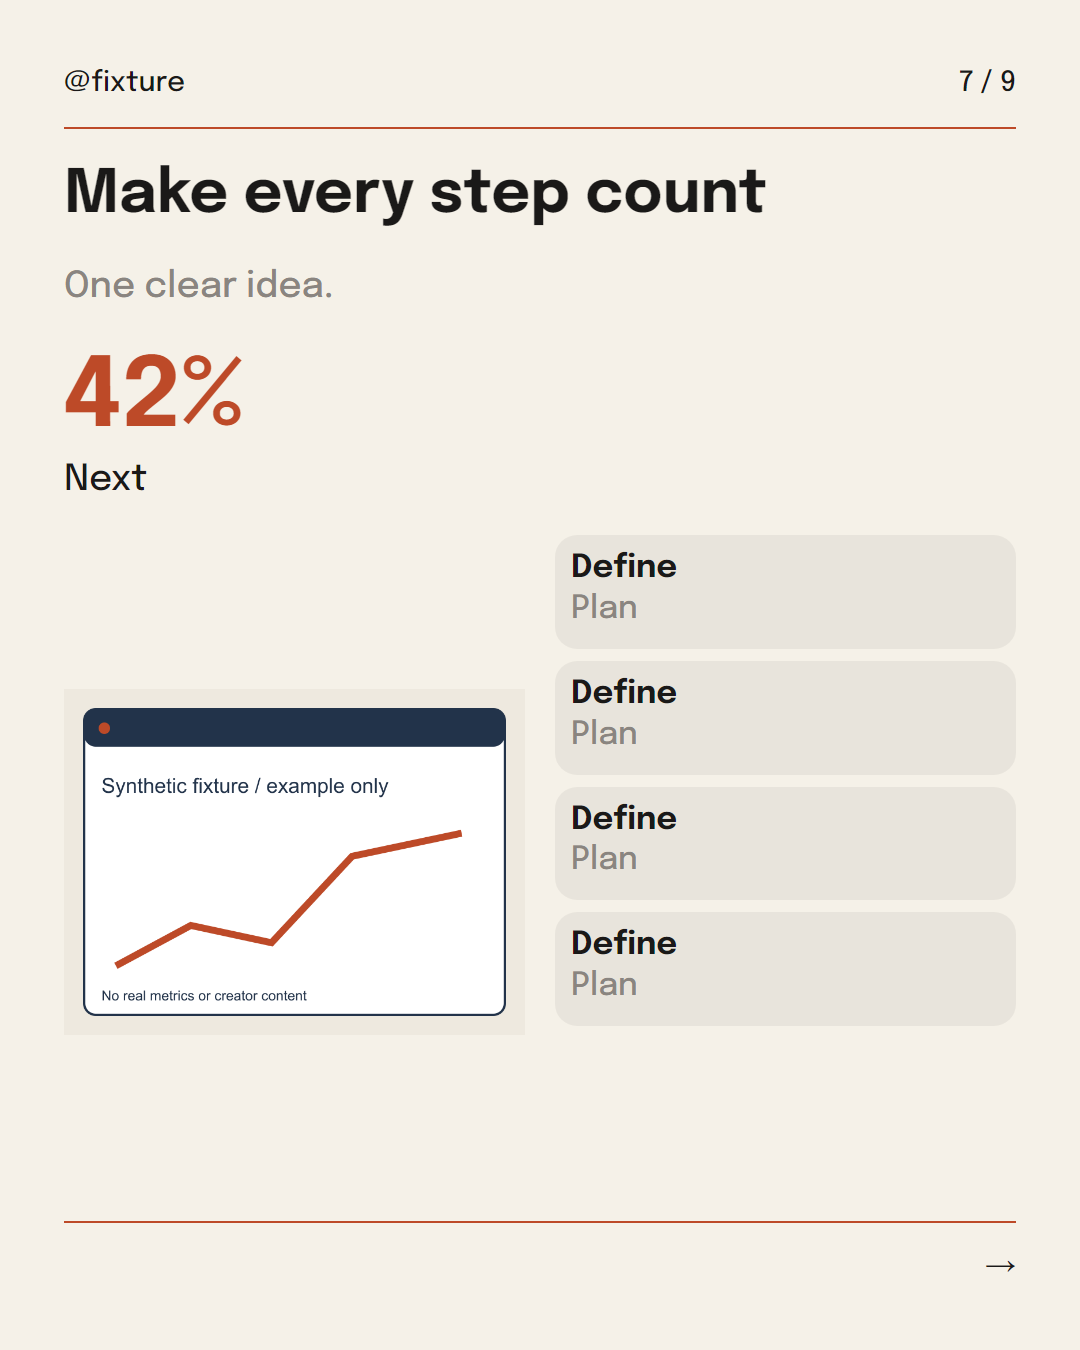 @fixture
7 / 9
Make every step count
One clear idea.
42%
Next
Synthetic fixture / example only
No real metrics or creator content
Define
Plan
Define
Plan
Define
Plan
Define
Plan
→